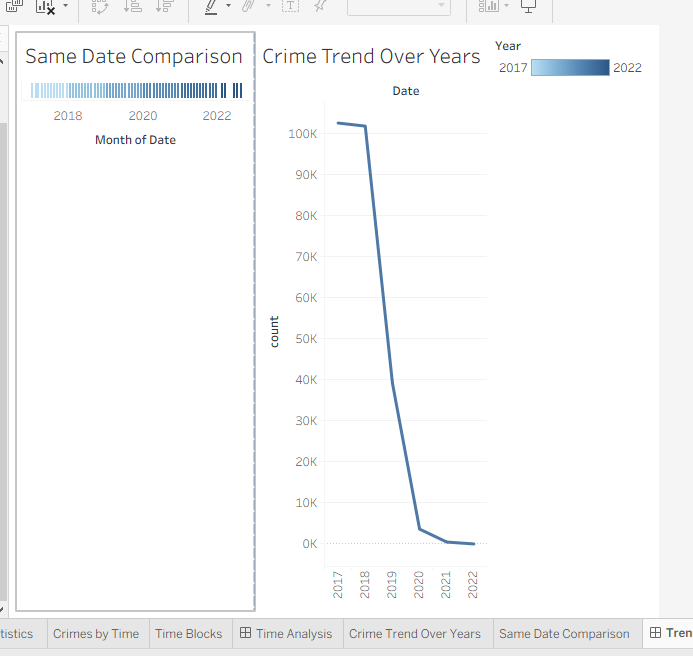 Same Date Comparison
2018
2020
2022
Month of Date
Crime Trend Over Years
Date
100K
90K
80K
70K
60K
50K
40K
30K
20K
10K
0K
count
2017
2018
2019
2020
2021
2022
Year
2017
2022
tistics
Crimes by Time
Time Blocks
Time Analysis
Crime Trend Over Years
Same Date Comparison
Tren